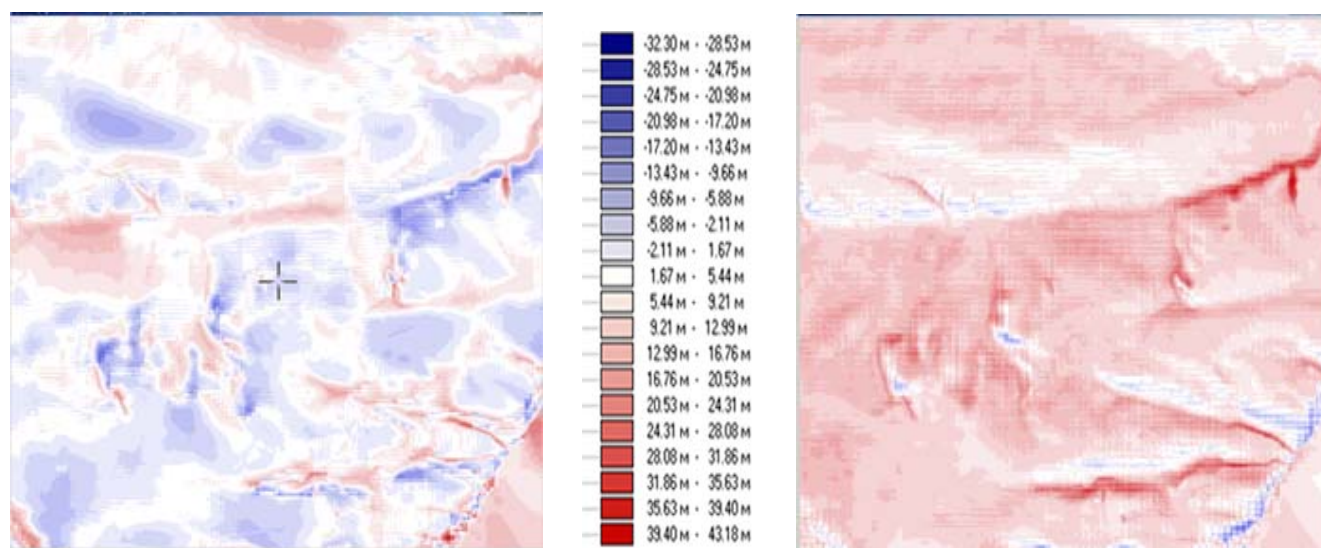 -32.30 м - -28.53 м
-28.53 м - -24.75 м
-24.75 м - -20.98 м
-20.98 м - -17.20 м
-17.20 м - -13.43 м
-13.43 м - -9.66 м
-9.66 м - -5.88 м
-5.88 м - -2.11 м
-2.11 м - 1.67 м
1.67 м - 5.44 м
5.44 м - 9.21 м
9.21 м - 12.99 м
12.99 м - 16.76 м
16.76 м - 20.53 м
20.53 м - 24.31 м
24.31 м - 28.08 м
28.08 м - 31.86 м
31.86 м - 35.63 м
35.63 м - 39.40 м
39.40 м - 43.18 м